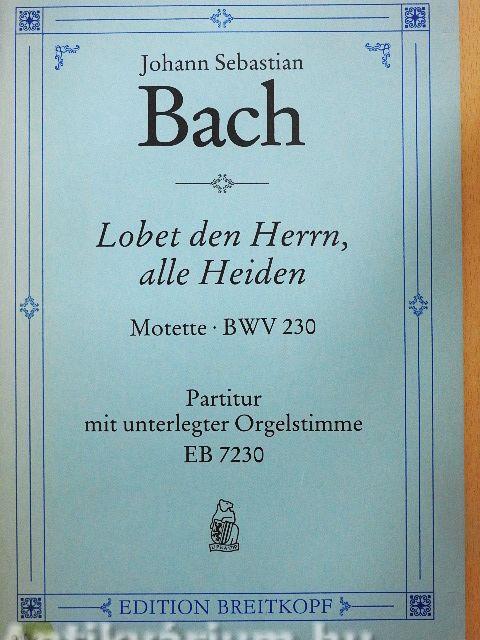 Johann Sebastian
Bach
Lobet den Herrn,
alle Heiden
Motette · BWV 230
Partitur
mit unterlegter Orgelstimme
EB 7230
EDITION BREITKOPF